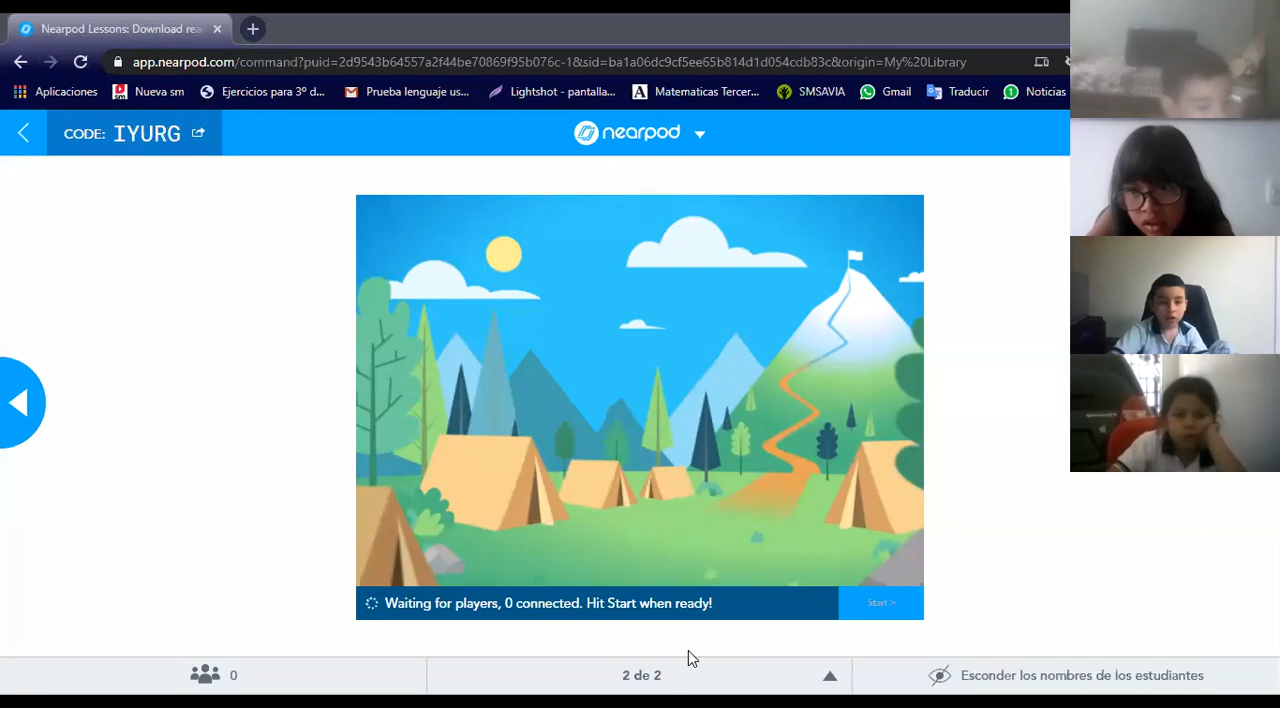 Nearpod Lessons: Download rea
app.nearpod.com/command?puid=2d9543b64557a2f44be70869f95b076c-1&sid=ba1a06dc9cf5ee65b814d1d054cdb83c&origin=My%20Library
Aplicaciones Nueva sm Ejercicios para 3º d... Prueba lenguaje us... Lightshot - pantalla... Matematicas Tercer... SMSAVIA Gmail Traducir Noticias
CODE: IYURG nearpod
Waiting for players, 0 connected. Hit Start when ready! Start >
0 2 de 2 Esconder los nombres de los estudiantes